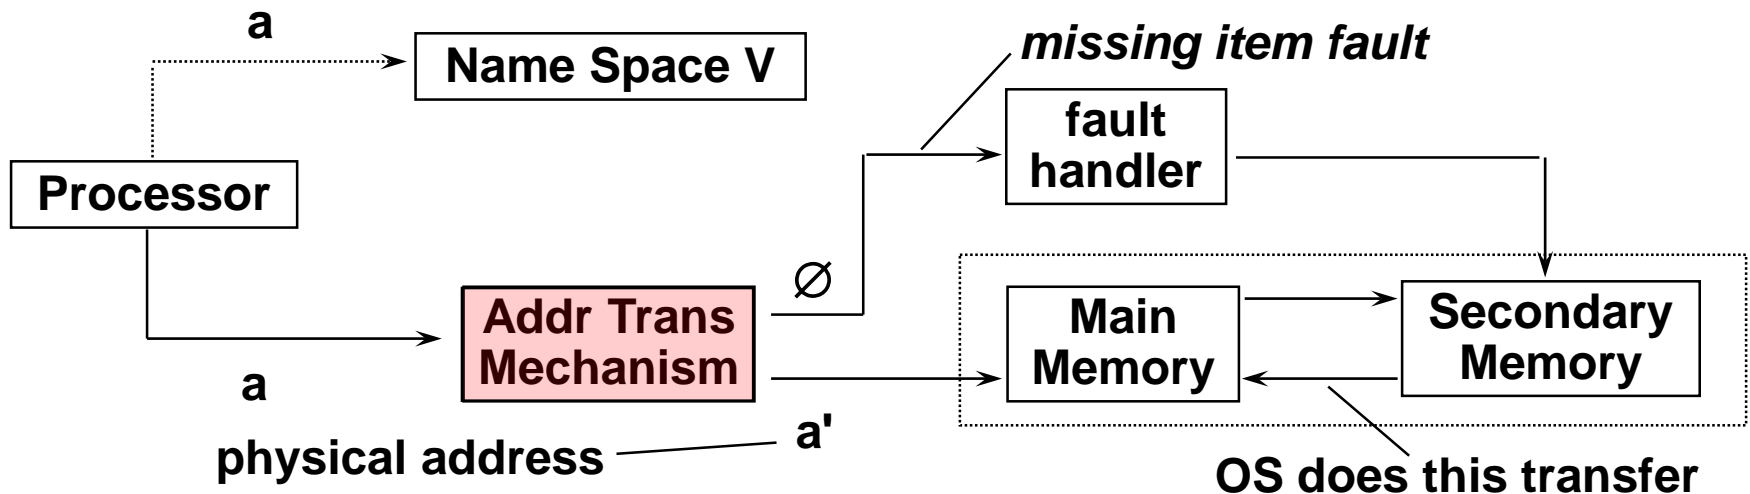 a
Name Space V
missing item fault
fault
handler
Processor
∅
Addr Trans
Mechanism
Main
Memory
Secondary
Memory
a
a'
physical address
OS does this transfer